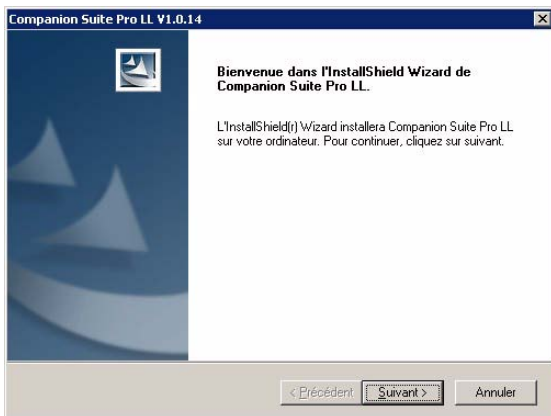 Companion Suite Pro LL V1.0.14
Bienvenue dans l'InstallShield Wizard de
Companion Suite Pro LL.
L'InstallShield(r) Wizard installera Companion Suite Pro LL
sur votre ordinateur. Pour continuer, cliquez sur suivant.
< Précédent Suivant > Annuler